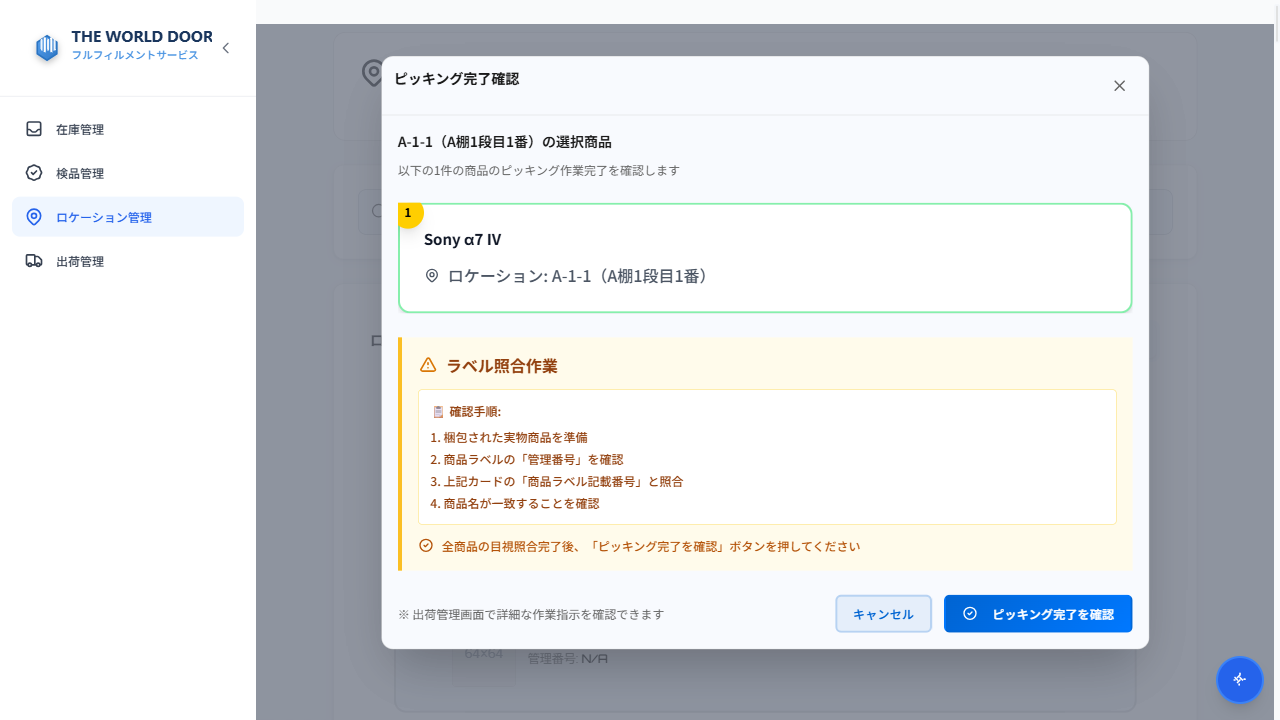 THE WORLD DOOR
フルフィルメントサービス
在庫管理
検品管理
ロケーション管理
出荷管理
ピッキング完了確認
A-1-1（A棚1段目1番）の選択商品
以下の1件の商品のピッキング作業完了を確認します
1
Sony α7 IV
ロケーション: A-1-1（A棚1段目1番）
ラベル照合作業
確認手順:
1. 梱包された実物商品を準備
2. 商品ラベルの「管理番号」を確認
3. 上記カードの「商品ラベル記載番号」と照合
4. 商品名が一致することを確認
全商品の目視照合完了後、「ピッキング完了を確認」ボタンを押してください
※ 出荷管理画面で詳細な作業指示を確認できます
キャンセル
ピッキング完了を確認
64×64
管理番号: N/A